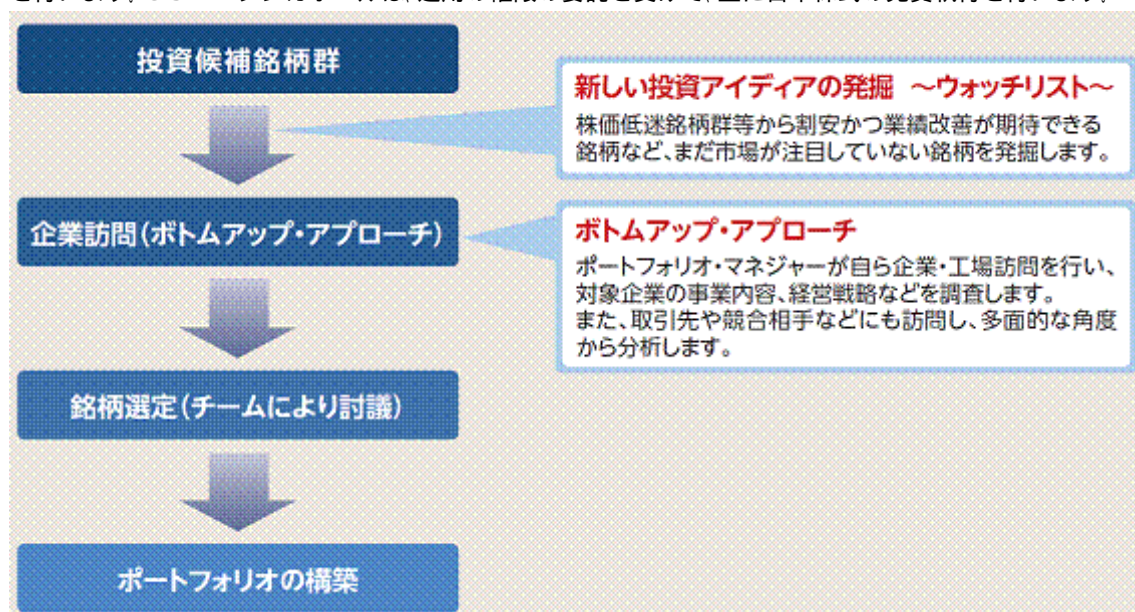 投資候補銘柄群
新しい投資アイディアの発掘 ～ウォッチリスト～
株価低迷銘柄群等から割安かつ業績改善が期待できる
銘柄など、まだ市場が注目していない銘柄を発掘します。
企業訪問(ボトムアップ・アプローチ)
ボトムアップ・アプローチ
ポートフォリオ・マネジャーが自ら企業・工場訪問を行い、
対象企業の事業内容、経営戦略などを調査します。
また、取引先や競合相手などにも訪問し、多面的な角度
から分析します。
銘柄選定(チームにより討議)
ポートフォリオの構築